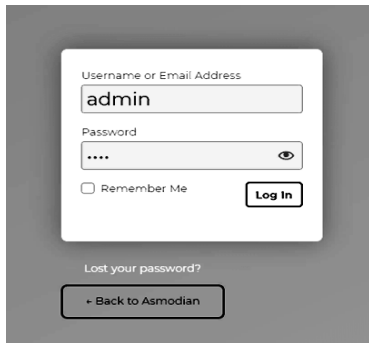 Username or Email Address
admin
Password
••••
Remember Me
Log In
Lost your password?
← Back to Asmodian